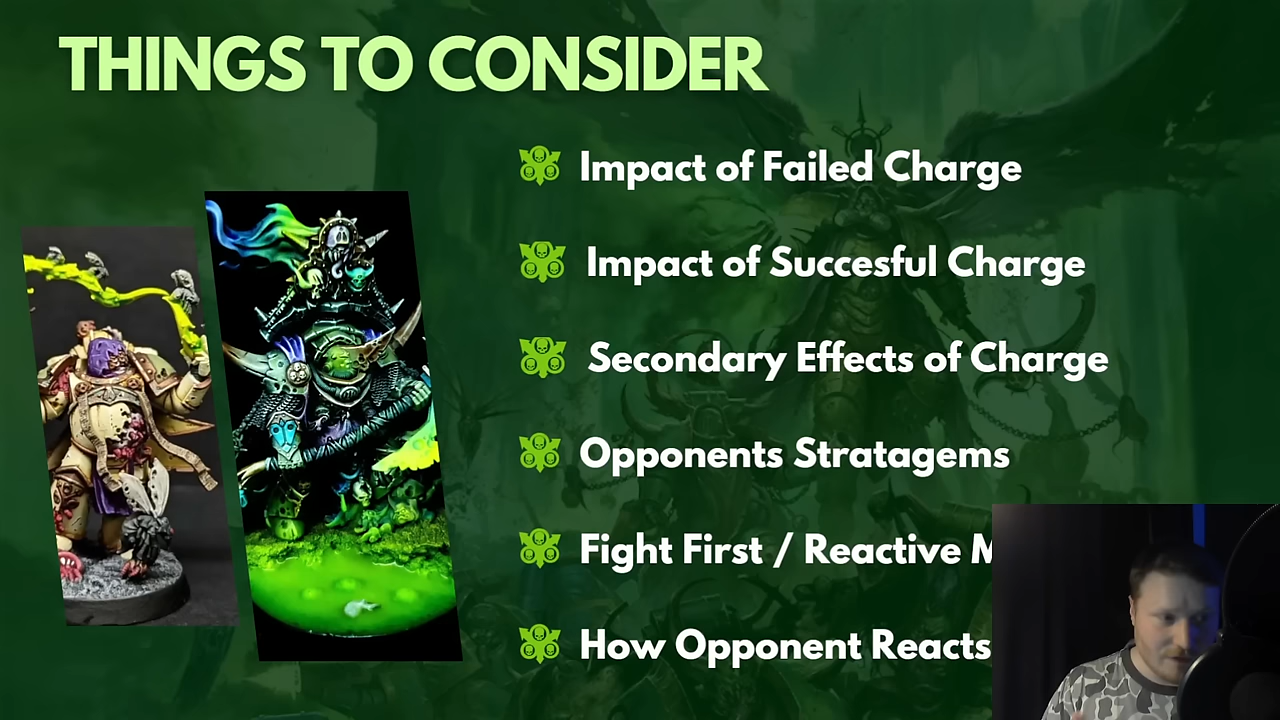 THINGS TO CONSIDER
Impact of Failed Charge
Impact of Succesful Charge
Secondary Effects of Charge
Opponents Stratagems
Fight First / Reactive
How Opponent Reacts